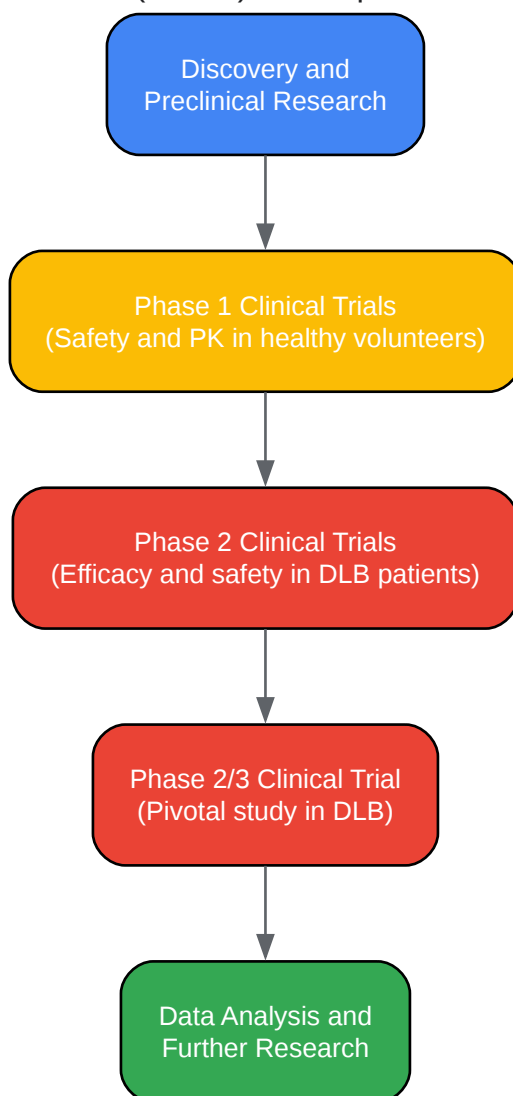 Discovery and
Preclinical Research
Phase 1 Clinical Trials
(Safety and PK in healthy volunteers)
Phase 2 Clinical Trials
(Efficacy and safety in DLB patients)
Phase 2/3 Clinical Trial
(Pivotal study in DLB)
Data Analysis and
Further Research